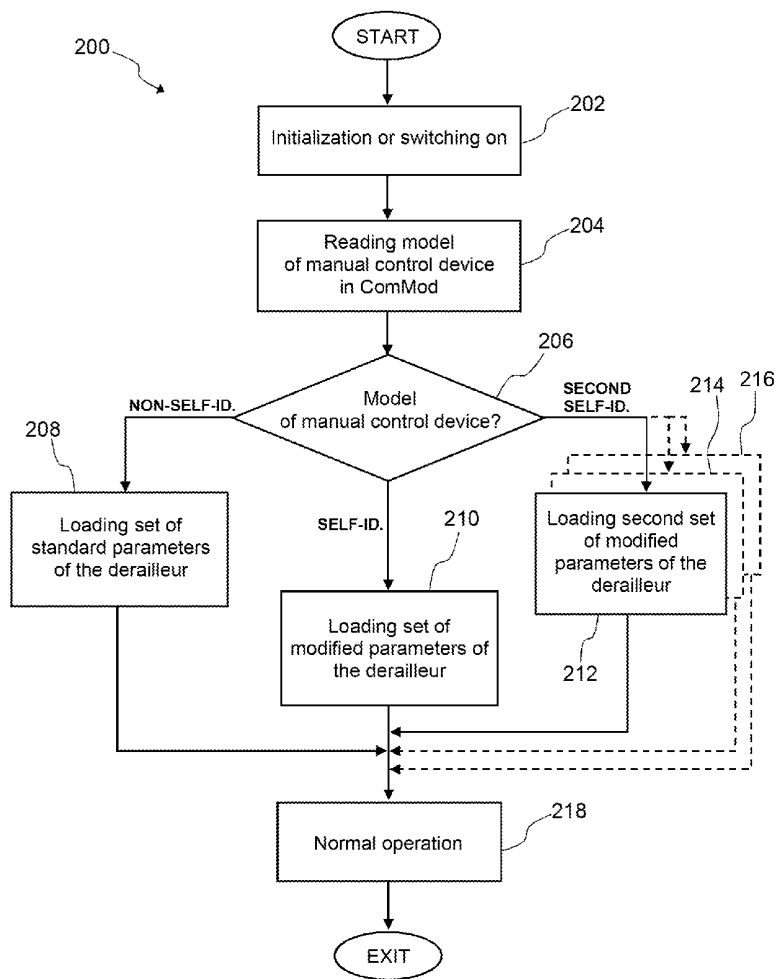 START
200
202
Initialization or switching on
204
Reading model
of manual control device
in ComMod
206
NON-SELF-ID.
Model
of manual control device?
SECOND
SELF-ID.
214
216
208
Loading set of
standard parameters
of the derailleur
SELF-ID.
210
Loading set of
modified parameters of
the derailleur
Loading second set
of modified
parameters of the
derailleur
212
Normal operation
218
EXIT